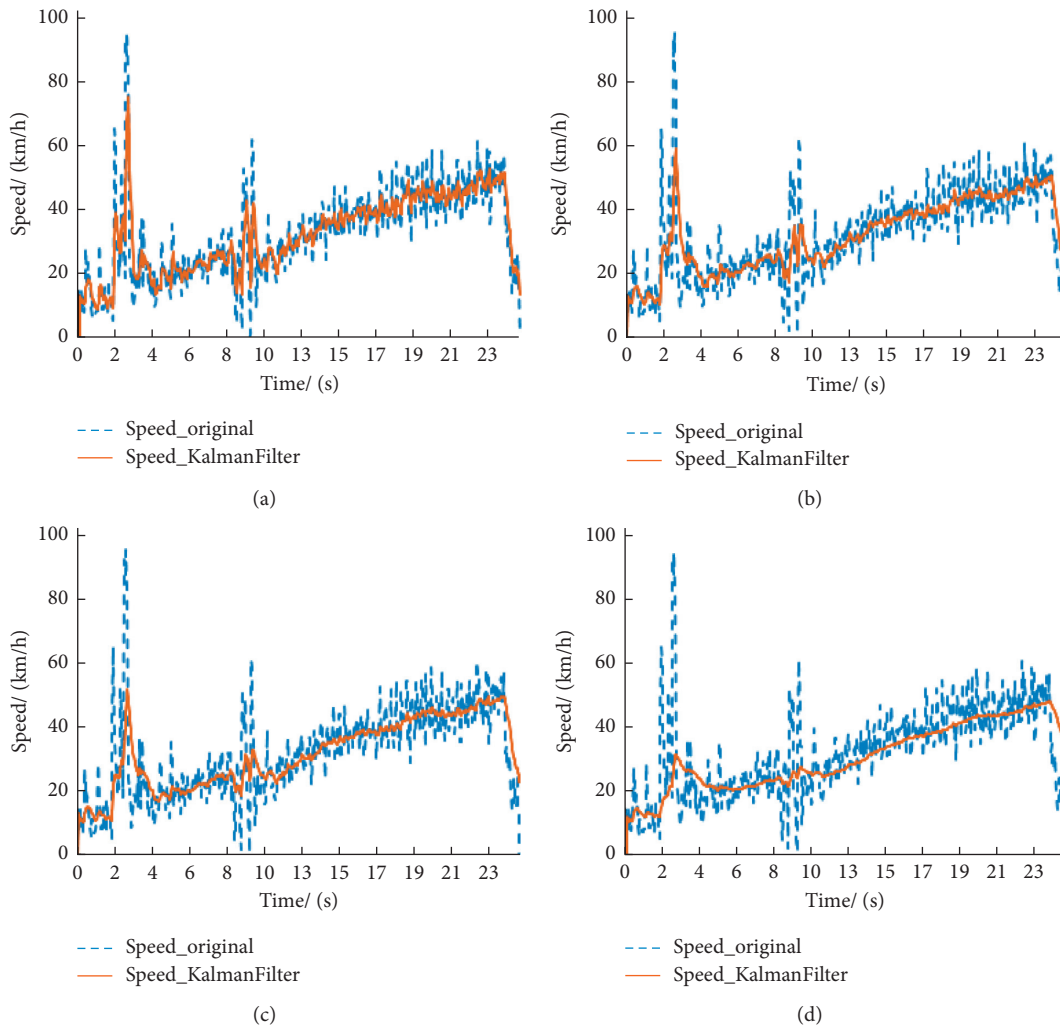 100
80
60
40
20
0
Speed/ (km/h)
0 2 4 6 8 10 13 15 17 19 21 23
Time/ (s)
Speed_original
Speed_KalmanFilter
(a)
100
80
60
40
20
0
Speed/ (km/h)
0 2 4 6 8 10 13 15 17 19 21 23
Time/ (s)
Speed_original
Speed_KalmanFilter
(b)
100
80
60
40
20
0
Speed/ (km/h)
0 2 4 6 8 10 13 15 17 19 21 23
Time/ (s)
Speed_original
Speed_KalmanFilter
(c)
100
80
60
40
20
0
Speed/ (km/h)
0 2 4 6 8 10 13 15 17 19 21 23
Time/ (s)
Speed_original
Speed_KalmanFilter
(d)